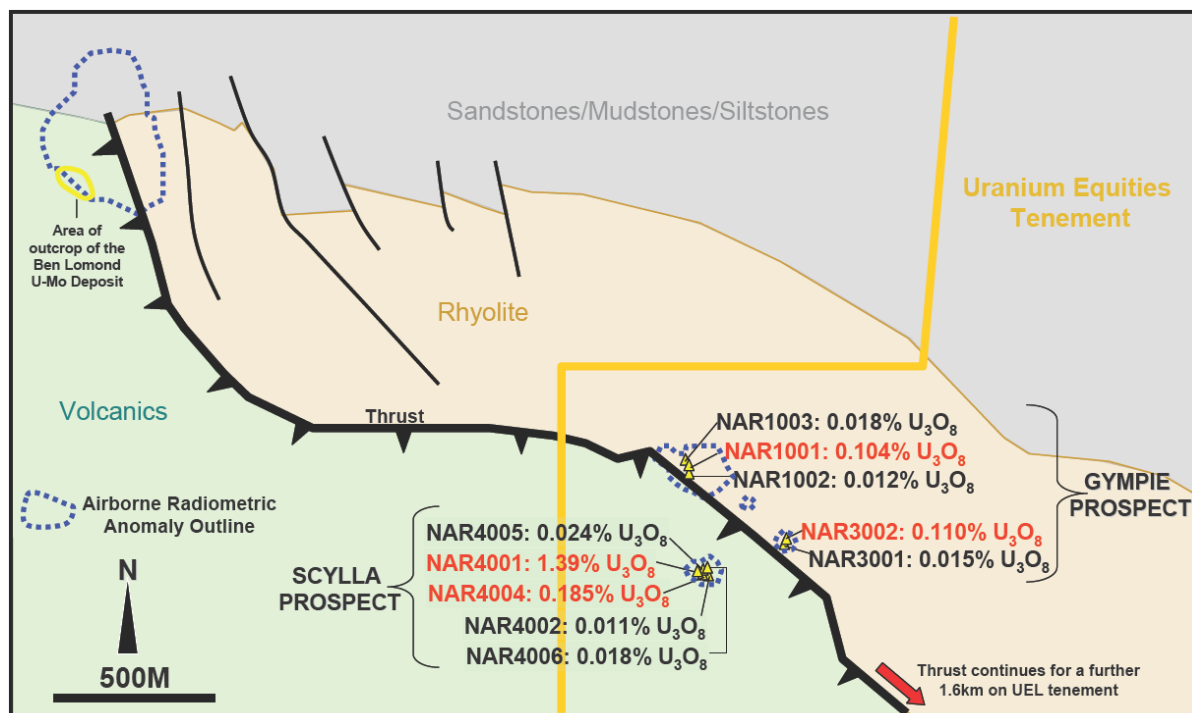 Sandstones/Mudstones/Siltstones
Uranium Equities
Tenement
Area of
outcrop of the
Ben Lomond
U-Mo Deposit
Rhyolite
Volcanics
Thrust
NAR1003: 0.018% U₃O₈
NAR1001: 0.104% U₃O₈
NAR1002: 0.012% U₃O₈
GYMPIE
PROSPECT
NAR3002: 0.110% U₃O₈
NAR3001: 0.015% U₃O₈
Airborne Radiometric
Anomaly Outline
SCYLLA
PROSPECT
NAR4005: 0.024% U₃O₈
NAR4001: 1.39% U₃O₈
NAR4004: 0.185% U₃O₈
NAR4002: 0.011% U₃O₈
NAR4006: 0.018% U₃O₈
N
500M
Thrust continues for a further
1.6km on UEL tenement